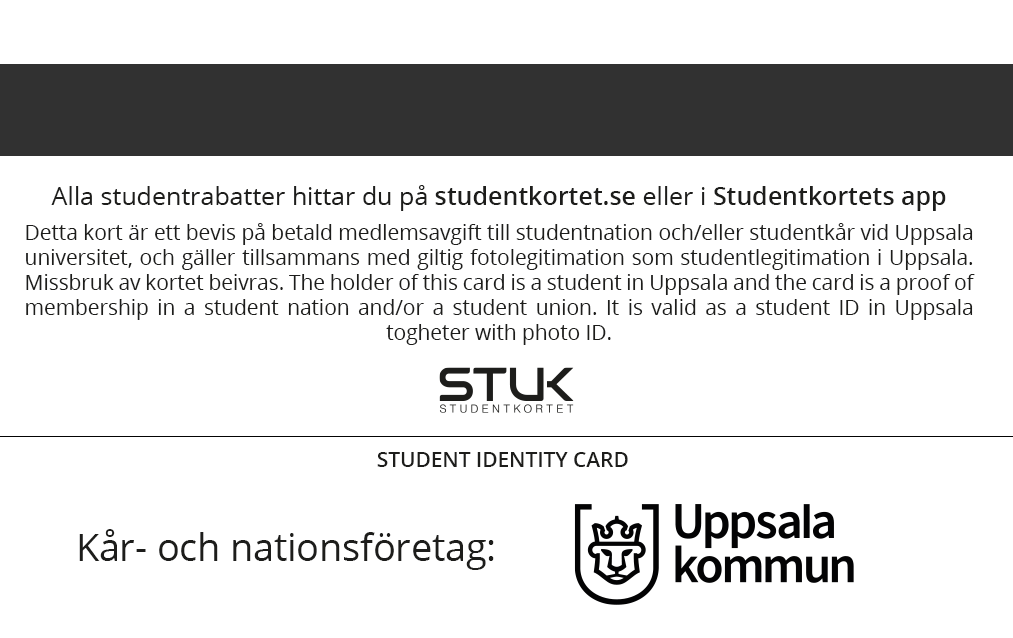 Alla studentrabatter hittar du på studentkortet.se eller i Studentkortets app
Detta kort är ett bevis på betald medlemsavgift till studentnation och/eller studentkår vid Uppsala
universitet, och gäller tillsammans med giltig fotolegitimation som studentlegitimation i Uppsala.
Missbruk av kortet beivras. The holder of this card is a student in Uppsala and the card is a proof of
membership in a student nation and/or a student union. It is valid as a student ID in Uppsala
togheter with photo ID.
STUK
STUDENTKORTET
STUDENT IDENTITY CARD
Kår- och nationsföretag:
Uppsala
kommun